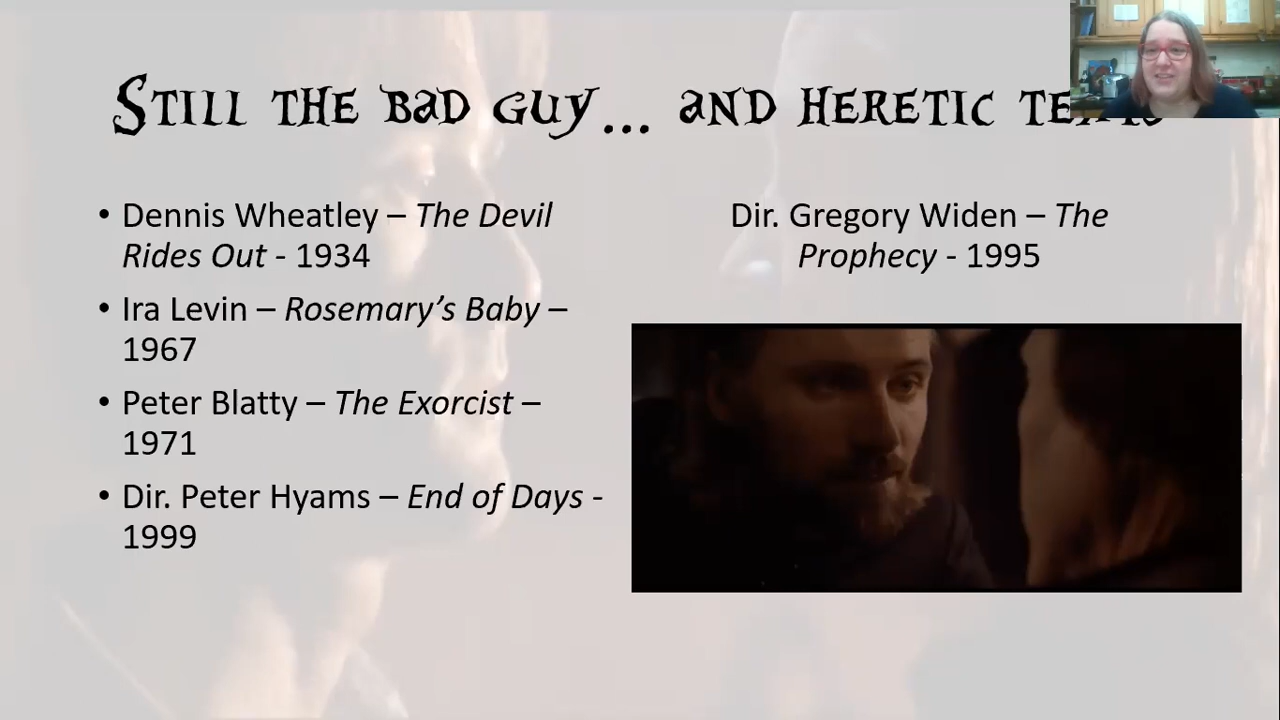 Still the bad guy... and heretic
• Dennis Wheatley – The Devil
Rides Out - 1934
• Ira Levin – Rosemary’s Baby –
1967
• Peter Blatty – The Exorcist –
1971
• Dir. Peter Hyams – End of Days -
1999
Dir. Gregory Widen – The
Prophecy - 1995